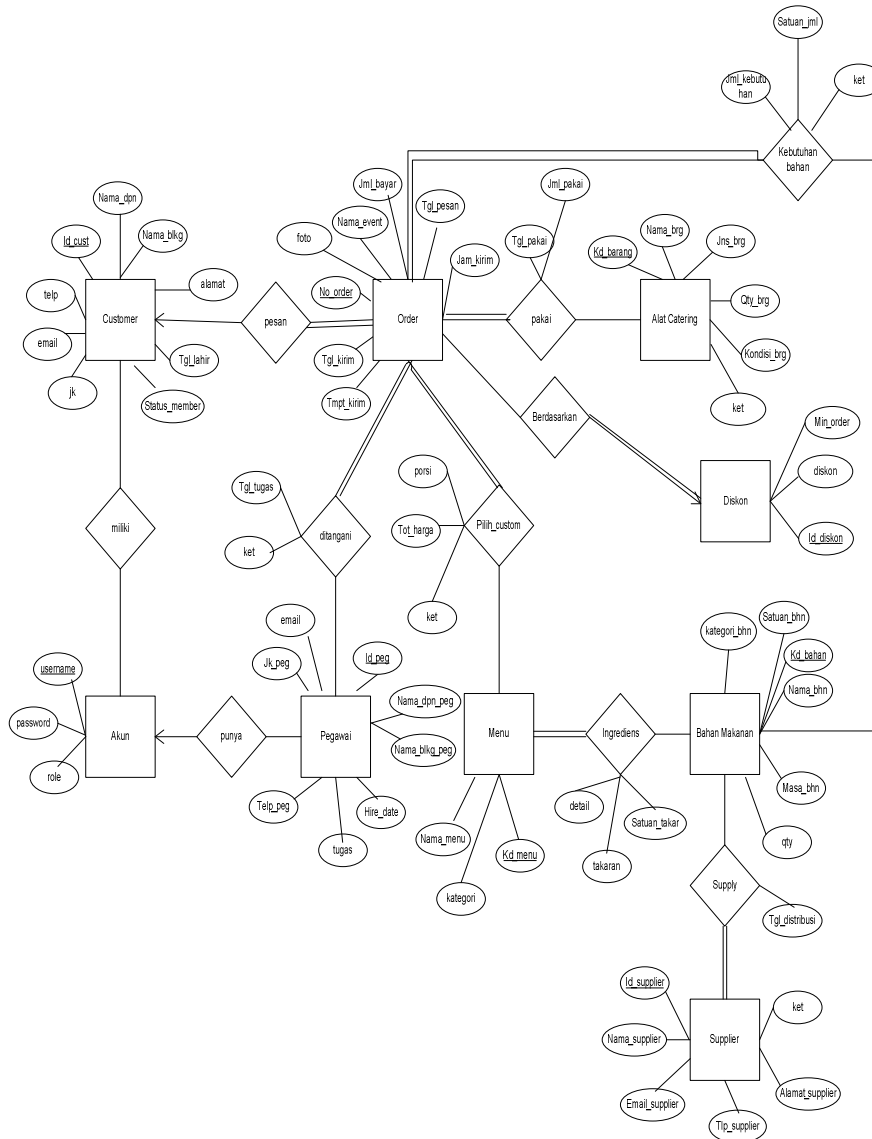 Satuan_jml
Jml_kebutu
han
ket
Kebutuhan
bahan
Nama_dpn
Id_cust
Nama_blkg
telp
alamat
Customer
email
Tgl_lahir
jk
Status_member
pesan
Jml_bayar
Nama_event
Tgl_pesan
foto
Jam_kirim
No_order
Order
Tgl_kirim
Tmpt_kirim
Jml_pakai
Tgl_pakai
pakai
Nama_brg
Kd_barang
Jns_brg
Qty_brg
Alat Catering
Kondisi_brg
ket
Berdasarkan
Min_order
diskon
Diskon
Id_diskon
miliki
Tgl_tugas
ket
ditangani
porsi
Tot_harga
Pilih_custom
ket
username
password
Akun
role
punya
email
Jk_peg
Id_peg
Nama_dpn_peg
Pegawai
Nama_blkg_peg
Telp_peg
Hire_date
tugas
Menu
Nama_menu
Kd_menu
kategori
Ingrediens
detail
Satuan_takar
takaran
kategori_bhn
Satuan_bhn
Kd_bahan
Nama_bhn
Bahan Makanan
Masa_bhn
qty
Supply
Tgl_distribusi
Id_supplier
ket
Nama_supplier
Supplier
Email_supplier
Alamat_supplier
Tlp_supplier